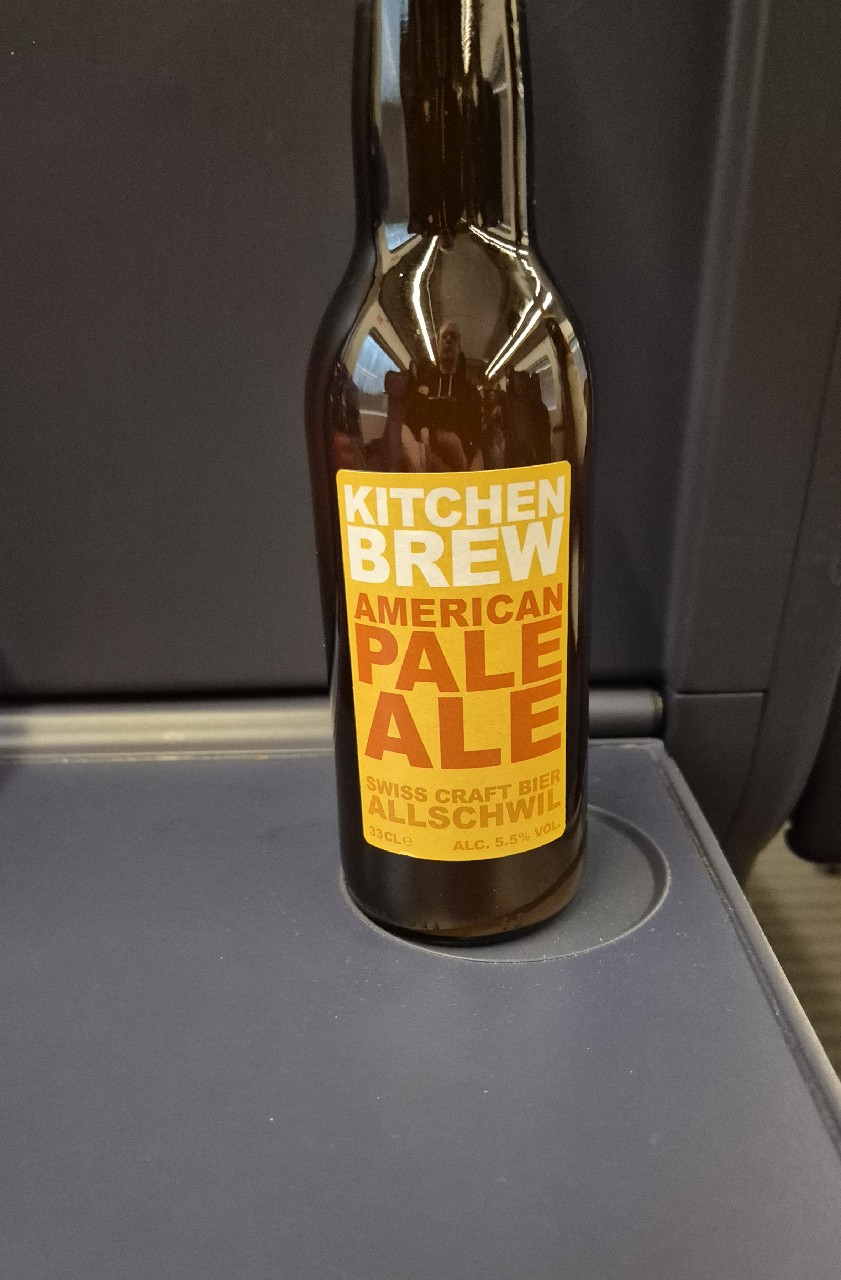 KITCHEN
BREW
AMERICAN
PALE
ALE
SWISS CRAFT BIER
ALLSCHWIL
33CL℮ ALC. 5.5% VOL.